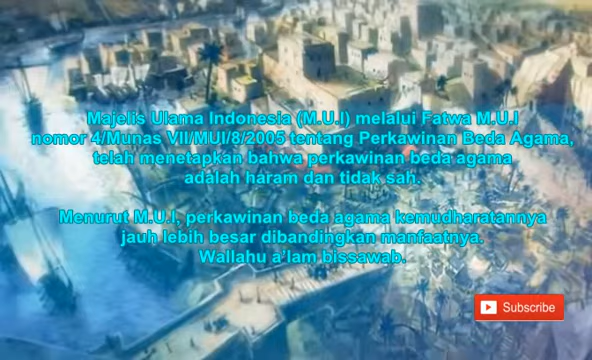 Majelis Ulama Indonesia (M.U.I) melalui Fatwa M.U.I
nomor 4/Munas VII/MUI/8/2005 tentang Perkawinan Beda Agama,
telah menetapkan bahwa perkawinan beda agama
adalah haram dan tidak sah.
Menurut M.U.I, perkawinan beda agama kemudharatannya
jauh lebih besar dibandingkan manfaatnya.
Wallahu a'lam bissawab.
Subscribe